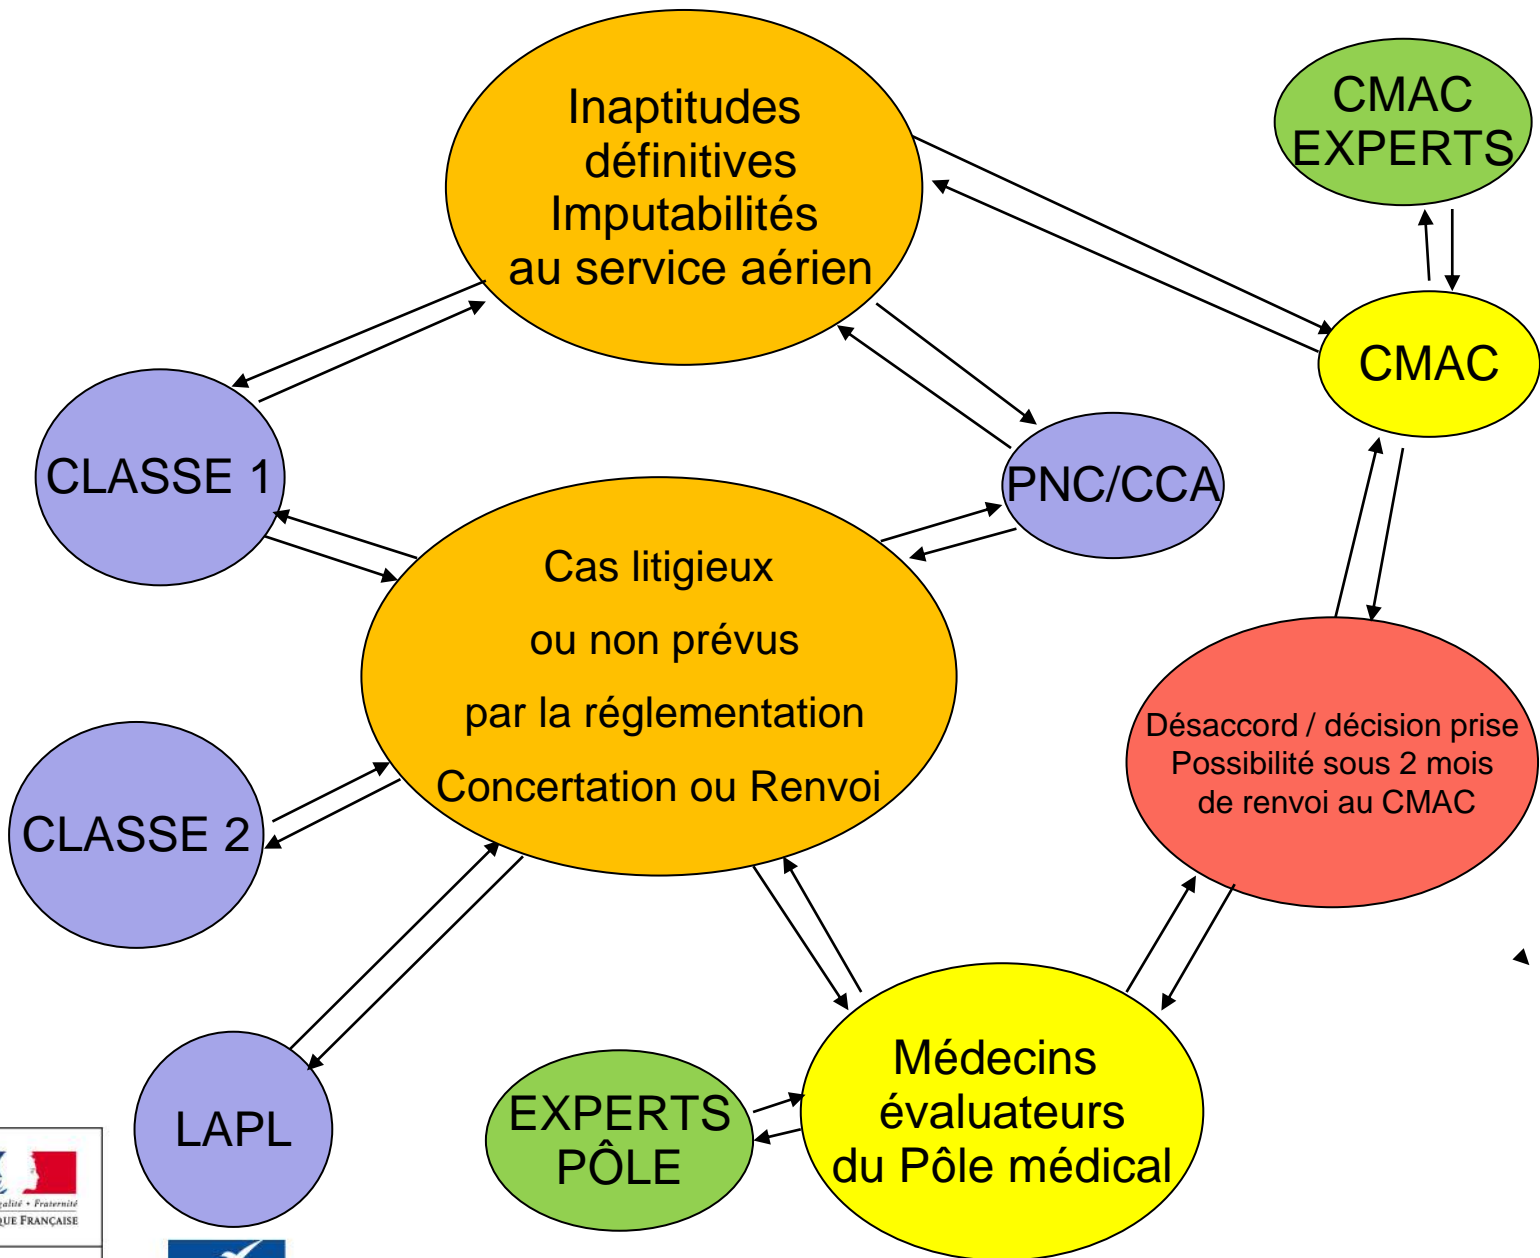 Inaptitudes
définitives
Imputabilités
au service aérien
CMAC
EXPERTS
CMAC
CLASSE 1
PNC/CCA
Cas litigieux
ou non prévus
par la réglementation
Concertation ou Renvoi
Désaccord / décision prise
Possibilité sous 2 mois
de renvoi au CMAC
CLASSE 2
LAPL
EXPERTS
PÔLE
Médecins
évaluateurs
du Pôle médical
Fraternité
FRANÇAISE